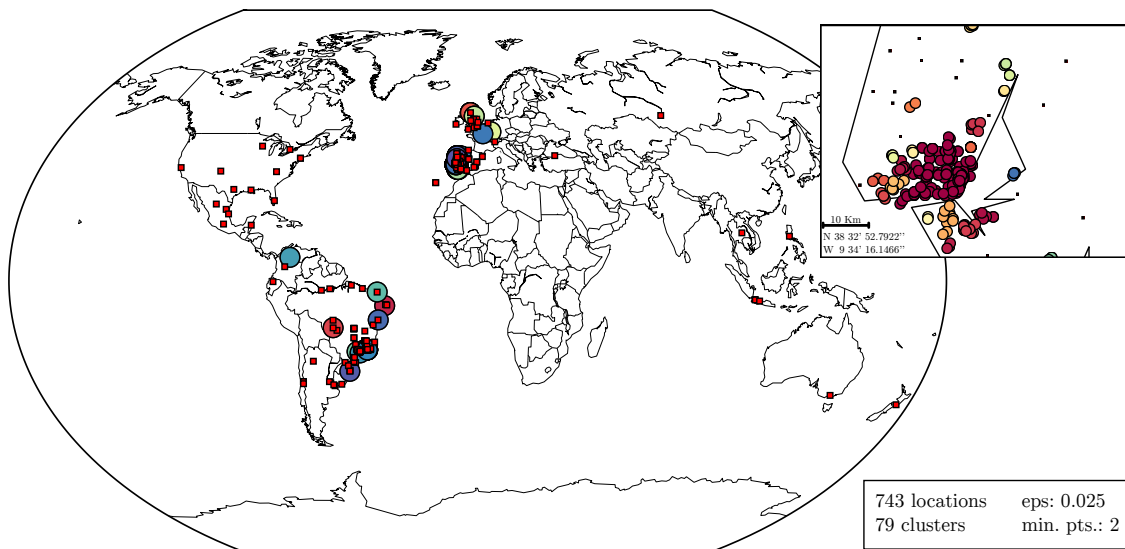 10 Km
N 38 32’ 52.7922’’
W 9 34’ 16.1466’’
743 locations eps: 0.025
79 clusters min. pts.: 2